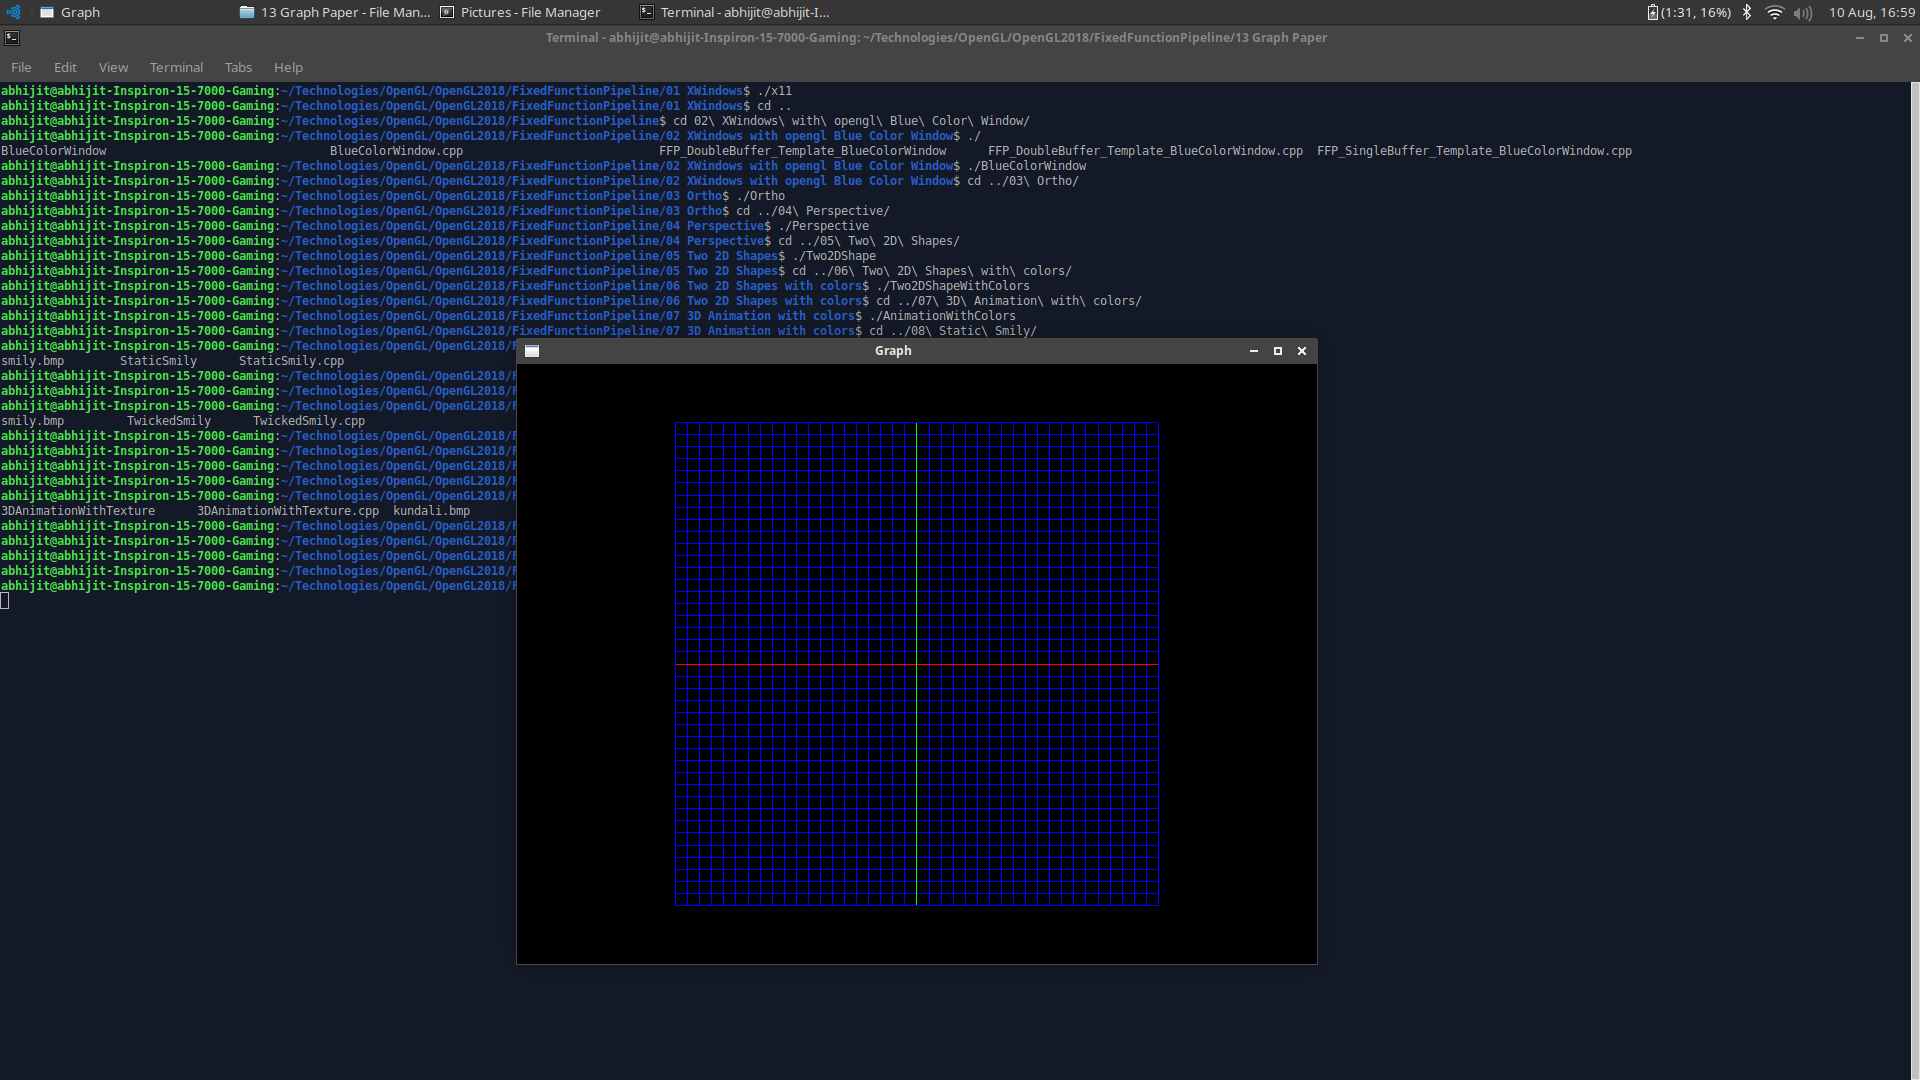 Graph 13 Graph Paper - File Man... Pictures - File Manager Terminal - abhijit@abhijit-I... (1:31, 16%) 10 Aug, 16:59
Terminal - abhijit@abhijit-Inspiron-15-7000-Gaming: ~/Technologies/OpenGL/OpenGL2018/FixedFunctionPipeline/13 Graph Paper
File Edit View Terminal Tabs Help
abhijit@abhijit-Inspiron-15-7000-Gaming:~/Technologies/OpenGL/OpenGL2018/FixedFunctionPipeline/01 XWindows$ ./x11
abhijit@abhijit-Inspiron-15-7000-Gaming:~/Technologies/OpenGL/OpenGL2018/FixedFunctionPipeline/01 XWindows$ cd ..
abhijit@abhijit-Inspiron-15-7000-Gaming:~/Technologies/OpenGL/OpenGL2018/FixedFunctionPipeline$ cd 02\ XWindows\ with\ opengl\ Blue\ Color\ Window/
abhijit@abhijit-Inspiron-15-7000-Gaming:~/Technologies/OpenGL/OpenGL2018/FixedFunctionPipeline/02 XWindows with opengl Blue Color Window$ ./
BlueColorWindow BlueColorWindow.cpp FFP_DoubleBuffer_Template_BlueColorWindow FFP_DoubleBuffer_Template_BlueColorWindow.cpp FFP_SingleBuffer_Template_BlueColorWindow.cpp
abhijit@abhijit-Inspiron-15-7000-Gaming:~/Technologies/OpenGL/OpenGL2018/FixedFunctionPipeline/02 XWindows with opengl Blue Color Window$ ./BlueColorWindow
abhijit@abhijit-Inspiron-15-7000-Gaming:~/Technologies/OpenGL/OpenGL2018/FixedFunctionPipeline/02 XWindows with opengl Blue Color Window$ cd ../03\ Ortho/
abhijit@abhijit-Inspiron-15-7000-Gaming:~/Technologies/OpenGL/OpenGL2018/FixedFunctionPipeline/03 Ortho$ ./Ortho
abhijit@abhijit-Inspiron-15-7000-Gaming:~/Technologies/OpenGL/OpenGL2018/FixedFunctionPipeline/03 Ortho$ cd ../04\ Perspective/
abhijit@abhijit-Inspiron-15-7000-Gaming:~/Technologies/OpenGL/OpenGL2018/FixedFunctionPipeline/04 Perspective$ ./Perspective
abhijit@abhijit-Inspiron-15-7000-Gaming:~/Technologies/OpenGL/OpenGL2018/FixedFunctionPipeline/04 Perspective$ cd ../05\ Two\ 2D\ Shapes/
abhijit@abhijit-Inspiron-15-7000-Gaming:~/Technologies/OpenGL/OpenGL2018/FixedFunctionPipeline/05 Two 2D Shapes$ ./Two2DShape
abhijit@abhijit-Inspiron-15-7000-Gaming:~/Technologies/OpenGL/OpenGL2018/FixedFunctionPipeline/05 Two 2D Shapes$ cd ../06\ Two\ 2D\ Shapes\ with\ colors/
abhijit@abhijit-Inspiron-15-7000-Gaming:~/Technologies/OpenGL/OpenGL2018/FixedFunctionPipeline/06 Two 2D Shapes with colors$ ./Two2DShapeWithColors
abhijit@abhijit-Inspiron-15-7000-Gaming:~/Technologies/OpenGL/OpenGL2018/FixedFunctionPipeline/06 Two 2D Shapes with colors$ cd ../07\ 3D\ Animation\ with\ colors/
abhijit@abhijit-Inspiron-15-7000-Gaming:~/Technologies/OpenGL/OpenGL2018/FixedFunctionPipeline/07 3D Animation with colors$ ./AnimationWithColors
abhijit@abhijit-Inspiron-15-7000-Gaming:~/Technologies/OpenGL/OpenGL2018/FixedFunctionPipeline/07 3D Animation with colors$ cd ../08\ Static\ Smily/
abhijit@abhijit-Inspiron-15-7000-Gaming:~/Technologies/OpenGL/OpenGL2018/
smily.bmp StaticSmily StaticSmily.cpp
abhijit@abhijit-Inspiron-15-7000-Gaming:~/Technologies/OpenGL/OpenGL2018/
abhijit@abhijit-Inspiron-15-7000-Gaming:~/Technologies/OpenGL/OpenGL2018/
abhijit@abhijit-Inspiron-15-7000-Gaming:~/Technologies/OpenGL/OpenGL2018/
smily.bmp TwickedSmily TwickedSmily.cpp
abhijit@abhijit-Inspiron-15-7000-Gaming:~/Technologies/OpenGL/OpenGL2018/
abhijit@abhijit-Inspiron-15-7000-Gaming:~/Technologies/OpenGL/OpenGL2018/
abhijit@abhijit-Inspiron-15-7000-Gaming:~/Technologies/OpenGL/OpenGL2018/
abhijit@abhijit-Inspiron-15-7000-Gaming:~/Technologies/OpenGL/OpenGL2018/
abhijit@abhijit-Inspiron-15-7000-Gaming:~/Technologies/OpenGL/OpenGL2018/
3DAnimationWithTexture 3DAnimationWithTexture.cpp kundali.bmp
abhijit@abhijit-Inspiron-15-7000-Gaming:~/Technologies/OpenGL/OpenGL2018/
abhijit@abhijit-Inspiron-15-7000-Gaming:~/Technologies/OpenGL/OpenGL2018/
abhijit@abhijit-Inspiron-15-7000-Gaming:~/Technologies/OpenGL/OpenGL2018/
abhijit@abhijit-Inspiron-15-7000-Gaming:~/Technologies/OpenGL/OpenGL2018/
abhijit@abhijit-Inspiron-15-7000-Gaming:~/Technologies/OpenGL/OpenGL2018/
Graph